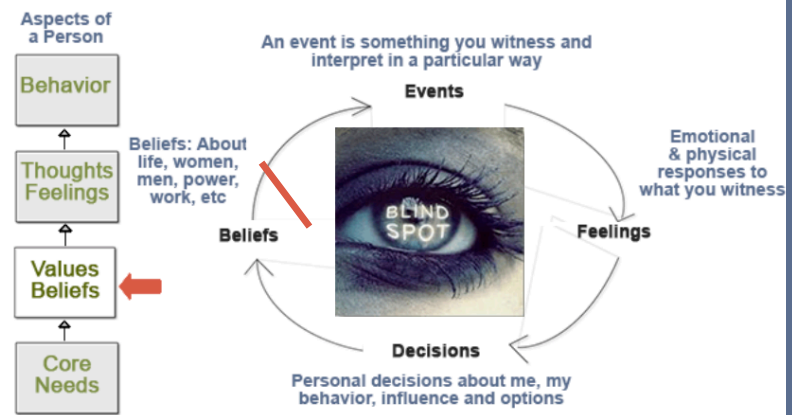 Aspects of
a Person
Behavior
Thoughts
Feelings
Values
Beliefs
Core
Needs
An event is something you witness and
interpret in a particular way
Events
Beliefs: About
life, women,
men, power,
work, etc
Beliefs
BLIND
SPOT
Emotional
& physical
responses to
what you witness
Feelings
Decisions
Personal decisions about me, my
behavior, influence and options